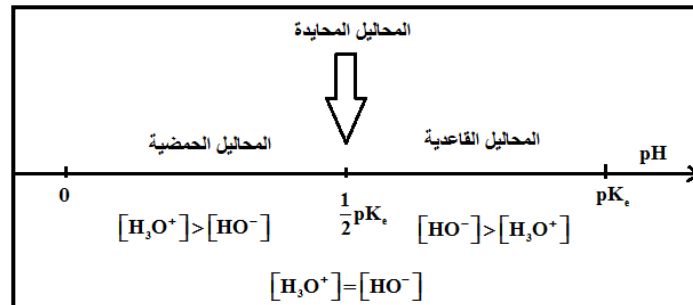 المحاليل المحايدة
المحاليل الحمضية المحاليل القاعدية pH
0 1/2 pKₑ pKₑ
[H₃O⁺]>[HO⁻] [HO⁻]>[H₃O⁺]
[H₃O⁺]=[HO⁻]